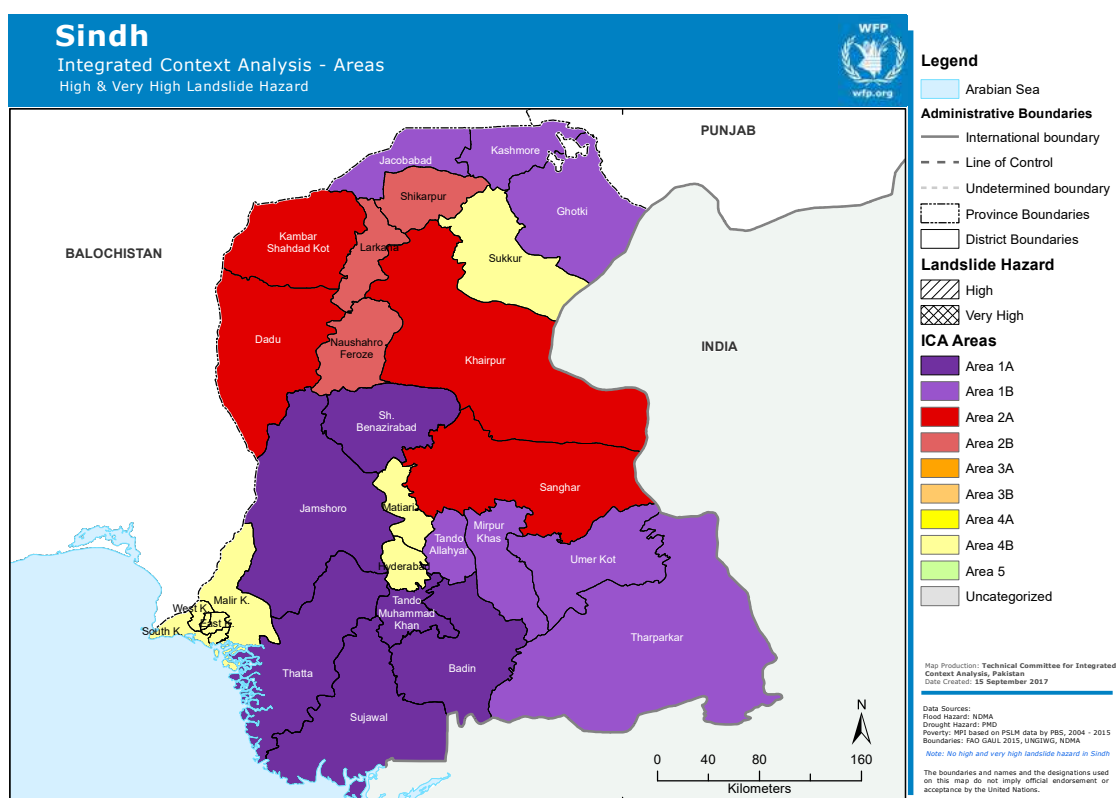 Sindh
Integrated Context Analysis - Areas
High & Very High Landslide Hazard
WFP
wfp.org
PUNJAB
BALOCHISTAN
INDIA
Jacobabad
Kashmore
Shikarpur
Ghotki
Kambar
Shahdad Kot
Larkana
Sukkur
Dadu
Naushahro
Feroze
Khairpur
Sh.
Benazirabad
Sanghar
Jamshoro
Matiari
Mirpur
Khas
Tando
Allahyar
Umer Kot
Hyderabad
Malir K.
West K.
East K.
South K.
Tando
Muhammad
Khan
Tharparkar
Thatta
Badin
Sujawal
N
0 40 80 160
Kilometers
Legend
Arabian Sea
Administrative Boundaries
International boundary
Line of Control
Undetermined boundary
Province Boundaries
District Boundaries
Landslide Hazard
High
Very High
ICA Areas
Area 1A
Area 1B
Area 2A
Area 2B
Area 3A
Area 3B
Area 4A
Area 4B
Area 5
Uncategorized
Map Production: Technical Committee for Integrated
Context Analysis, Pakistan
Date Created: 15 September 2017
Data Sources:
Flood Hazard: NDMA
Drought Hazard: PMD
Poverty: MPI based on PSLM data by PBS, 2004 - 2015
Boundaries: FAO GAUL 2015, UNGIWG, NDMA
Note: No high and very high landslide hazard in Sindh
The boundaries and names and the designations used
on this map do not imply official endorsement or
acceptance by the United Nations.